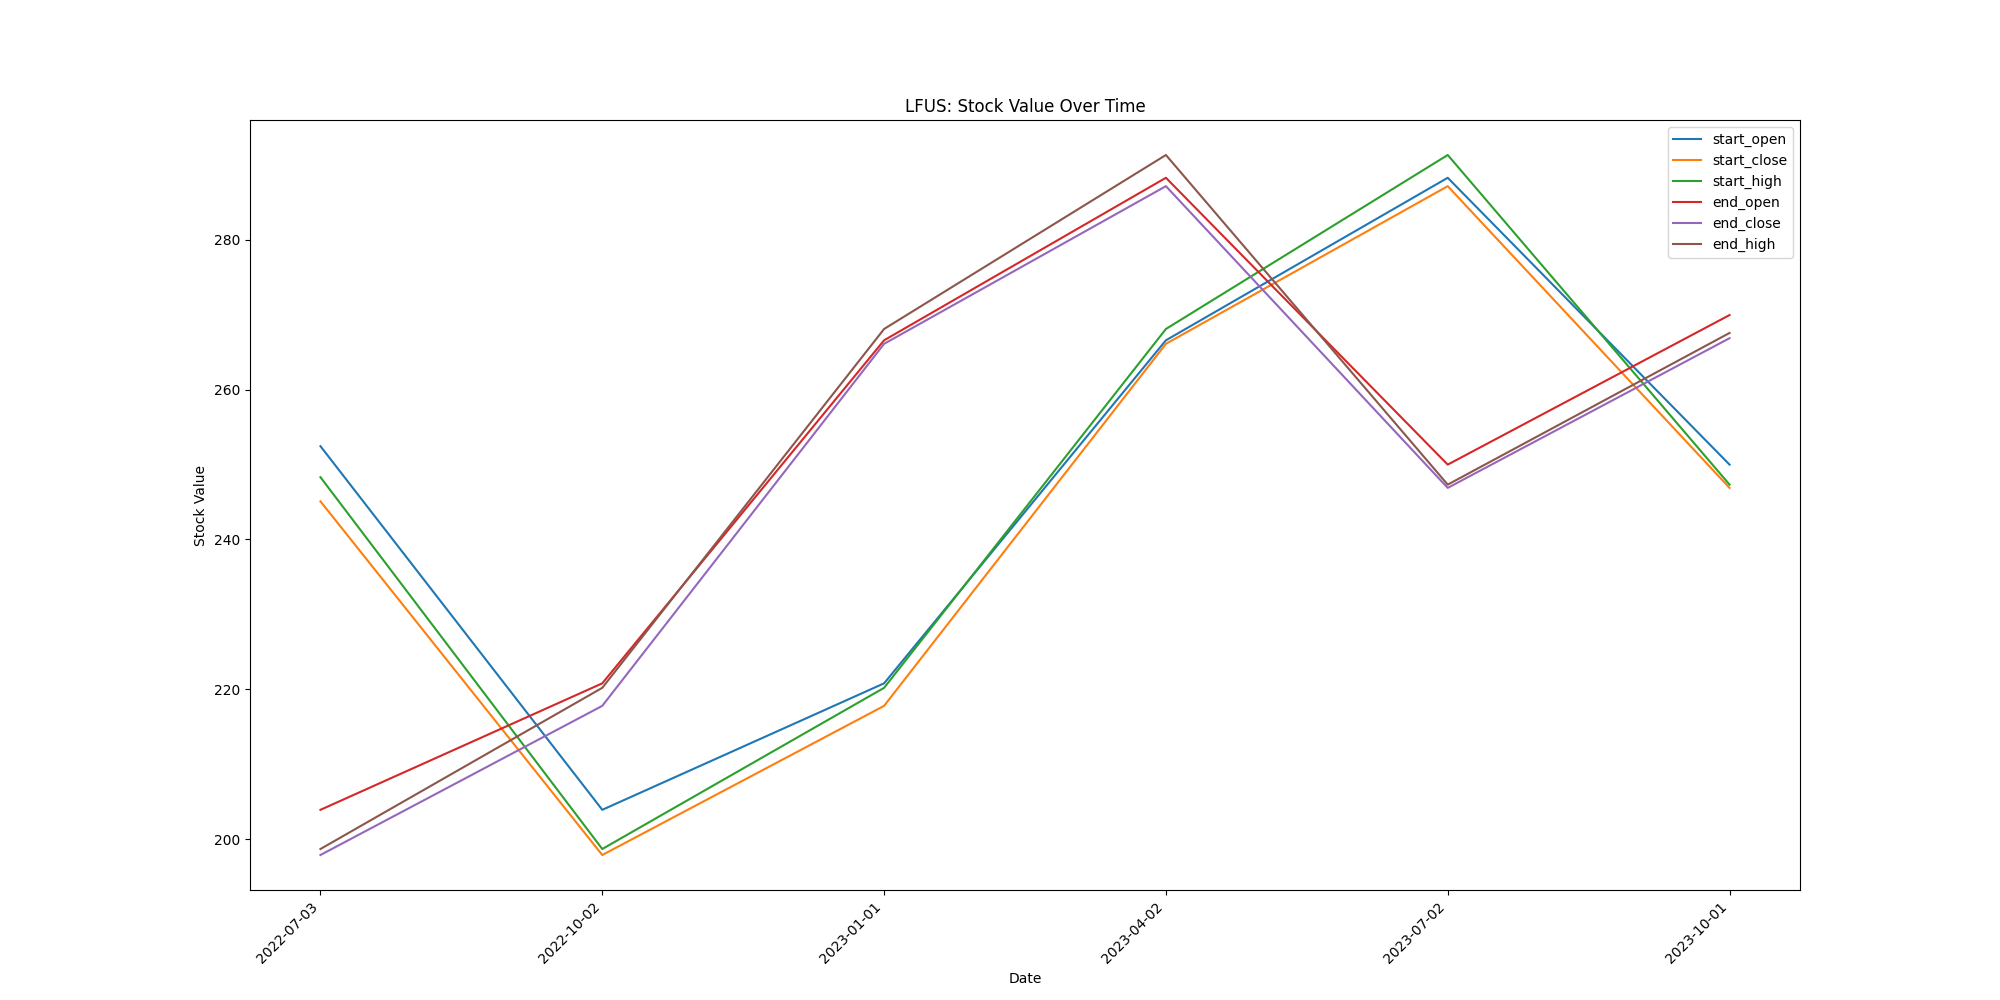 LFUS: Stock Value Over Time
start_open
start_close
start_high
end_open
end_close
end_high
Stock Value
280
260
240
220
200
2022-07-03
2022-10-02
2023-01-01
2023-04-02
2023-07-02
2023-10-01
Date